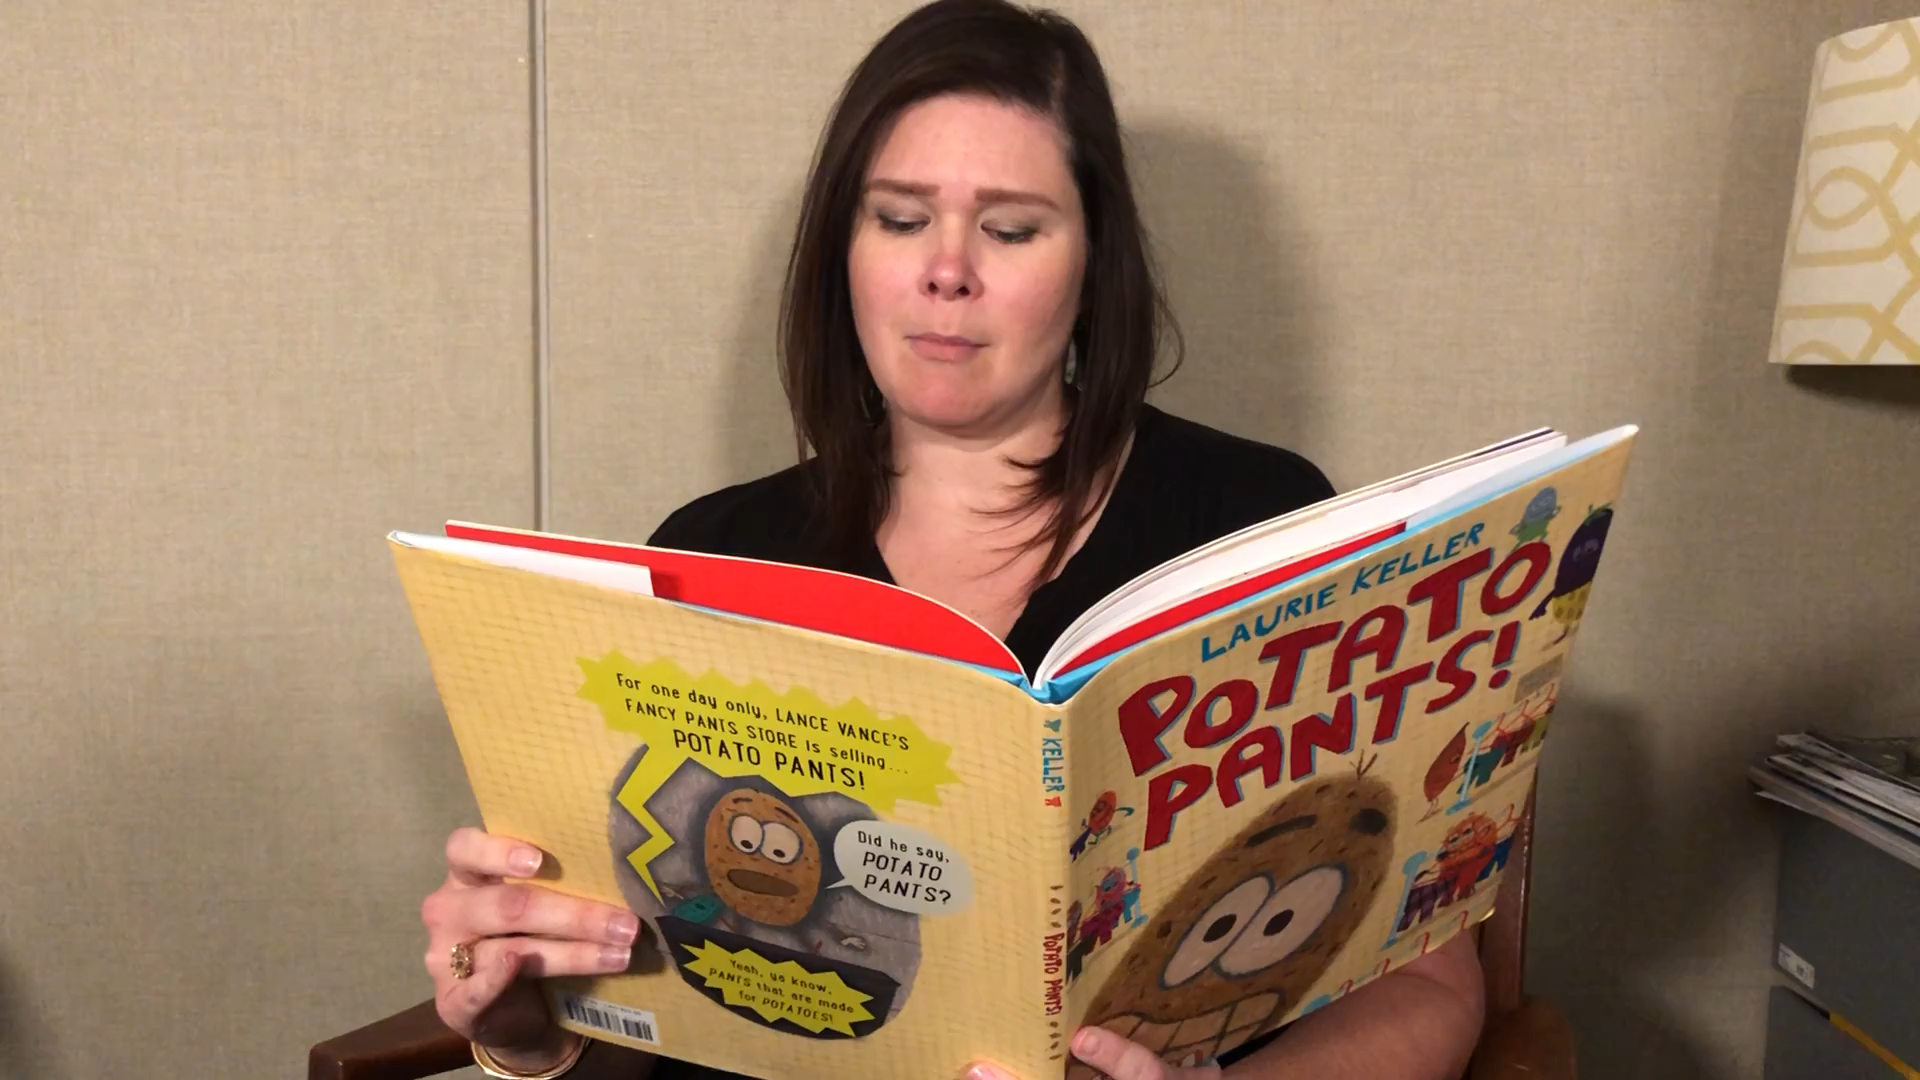 For one day only, LANCE VANCE'S
FANCY PANTS STORE is selling...
POTATO PANTS!
Did he say,
POTATO
PANTS?
Yeah, ya know,
PANTS that are made
for POTATOES!
KELLER
POTATO PANTS!
LAURIE KELLER
POTATO
PANTS!